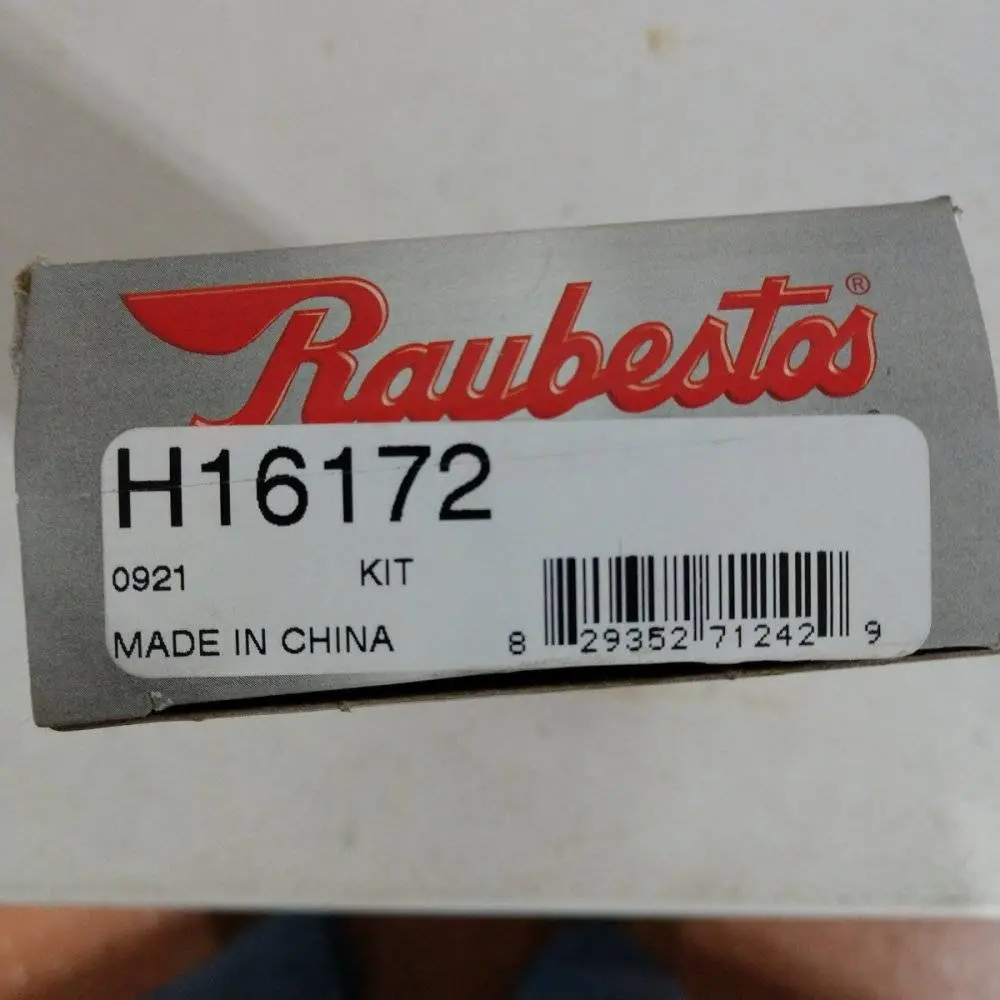 Raybestos®
H16172
0921 KIT
MADE IN CHINA
8 29352 71242 9